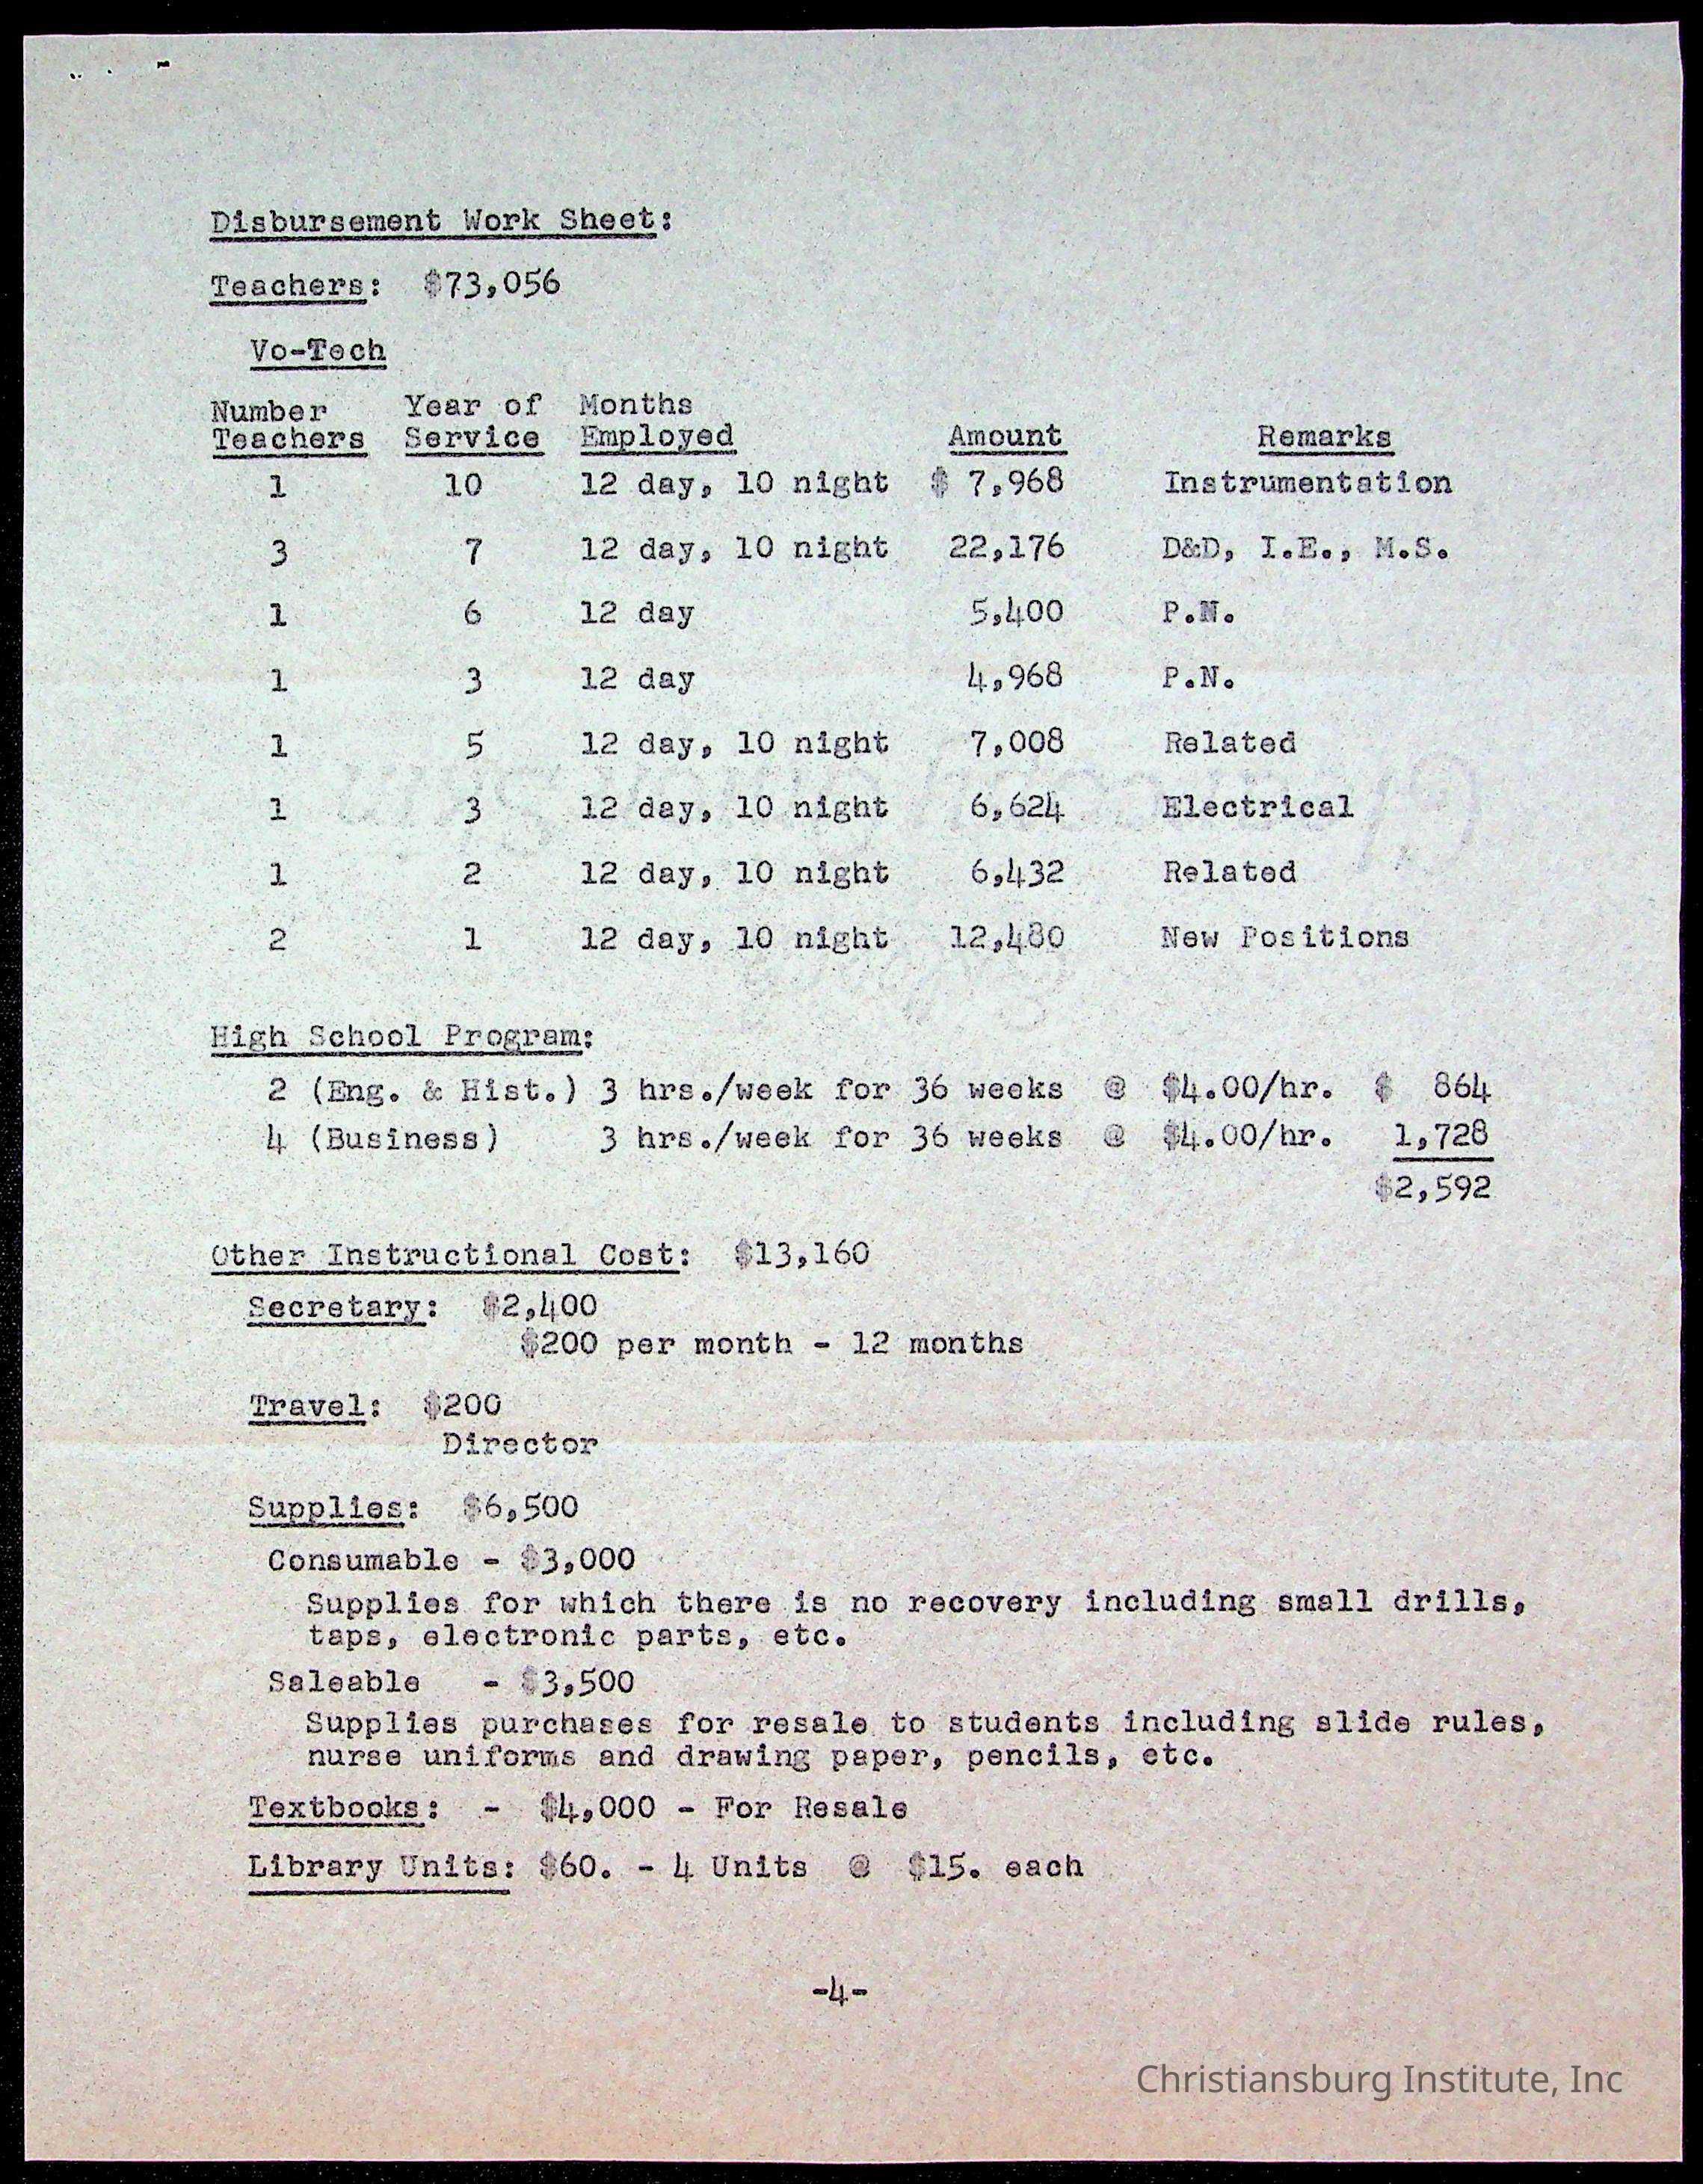 Disbursement Work Sheet:
Teachers: $73,056
Vo-Tech
Number Year of Months
Teachers Service Employed Amount Remarks
1 10 12 day, 10 night $ 7,968 Instrumentation
3 7 12 day, 10 night 22,176 D&D, I.E., M.S.
1 6 12 day 5,400 P.N.
1 3 12 day 4,968 P.N.
1 5 12 day, 10 night 7,008 Related
1 3 12 day, 10 night 6,624 Electrical
1 2 12 day, 10 night 6,432 Related
2 1 12 day, 10 night 12,480 New Positions
High School Program:
2 (Eng. & Hist.) 3 hrs./week for 36 weeks @ $4.00/hr. $ 864
4 (Business) 3 hrs./week for 36 weeks @ $4.00/hr. 1,728
$2,592
Other Instructional Cost: $13,160
Secretary: $2,400
$200 per month - 12 months
Travel: $200
Director
Supplies: $6,500
Consumable - $3,000
Supplies for which there is no recovery including small drills,
taps, electronic parts, etc.
Saleable - $3,500
Supplies purchases for resale to students including slide rules,
nurse uniforms and drawing paper, pencils, etc.
Textbooks: - $4,000 - For Resale
Library Units: $60. - 4 Units @ $15. each
-4-
Christiansburg Institute, Inc